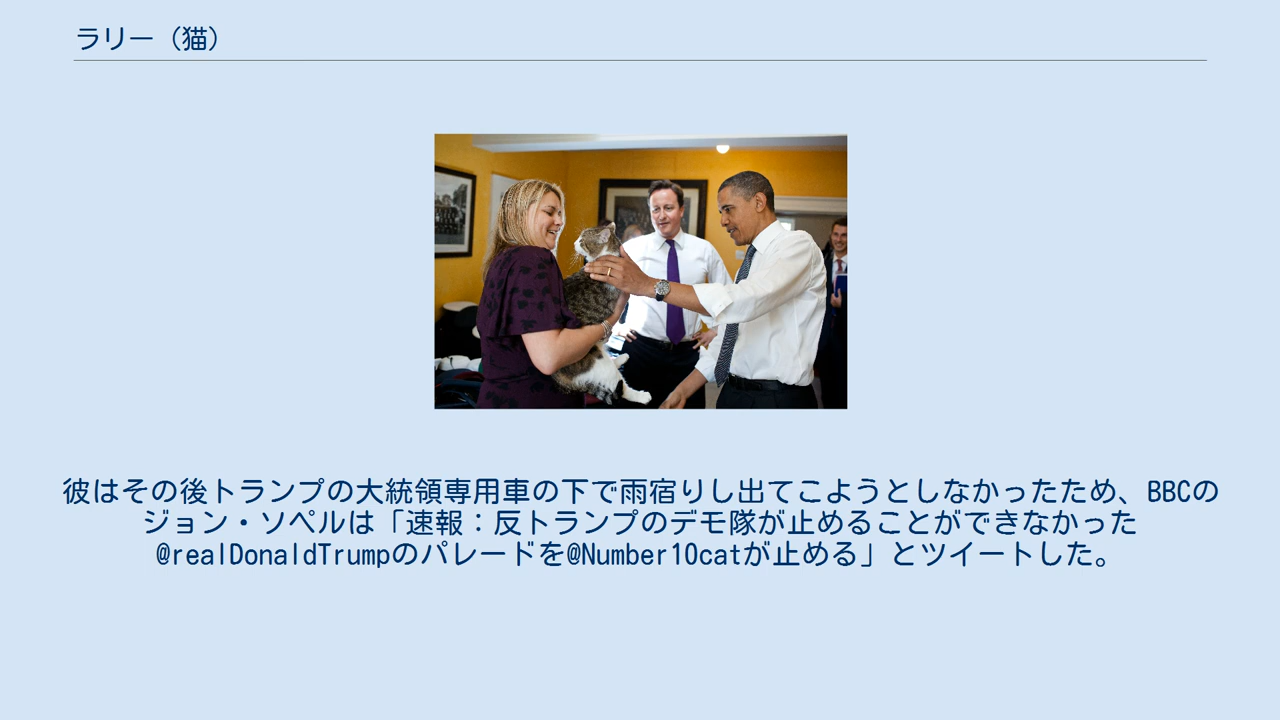 ラリー（猫）
彼はその後トランプの大統領専用車の下で雨宿りし出てこようとしなかったため、BBCの
ジョン・ソペルは「速報：反トランプのデモ隊が止めることができなかった
@realDonaldTrumpのパレードを@Number10catが止める」とツイートした。